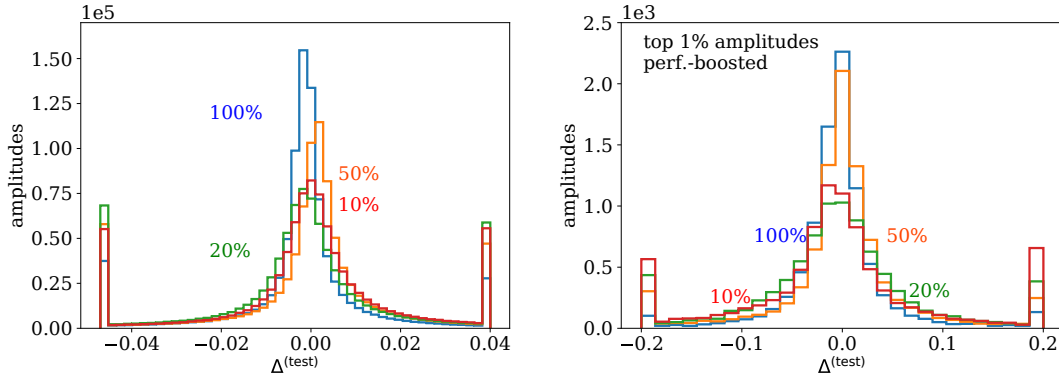 1e5
1.50
1.25
1.00
0.75
0.50
0.25
0.00
amplitudes
100%
50%
10%
20%
−0.04 −0.02 0.00 0.02 0.04
Δ(test)
1e3
2.5
2.0
1.5
1.0
0.5
0.0
amplitudes
top 1% amplitudes
perf.-boosted
100%
50%
10%
20%
−0.2 −0.1 0.0 0.1 0.2
Δ(test)